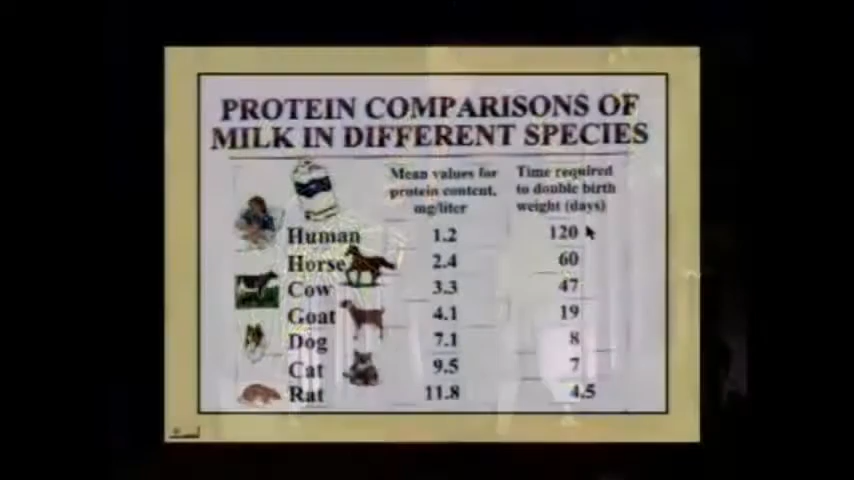 PROTEIN COMPARISONS OF
MILK IN DIFFERENT SPECIES
Mean values for protein content, mg/liter
Time required to double birth weight (days)
Human 1.2 120
Horse 2.4 60
Cow 3.3 47
Goat 4.1 19
Dog 7.1 8
Cat 9.5 7
Rat 11.8 4.5